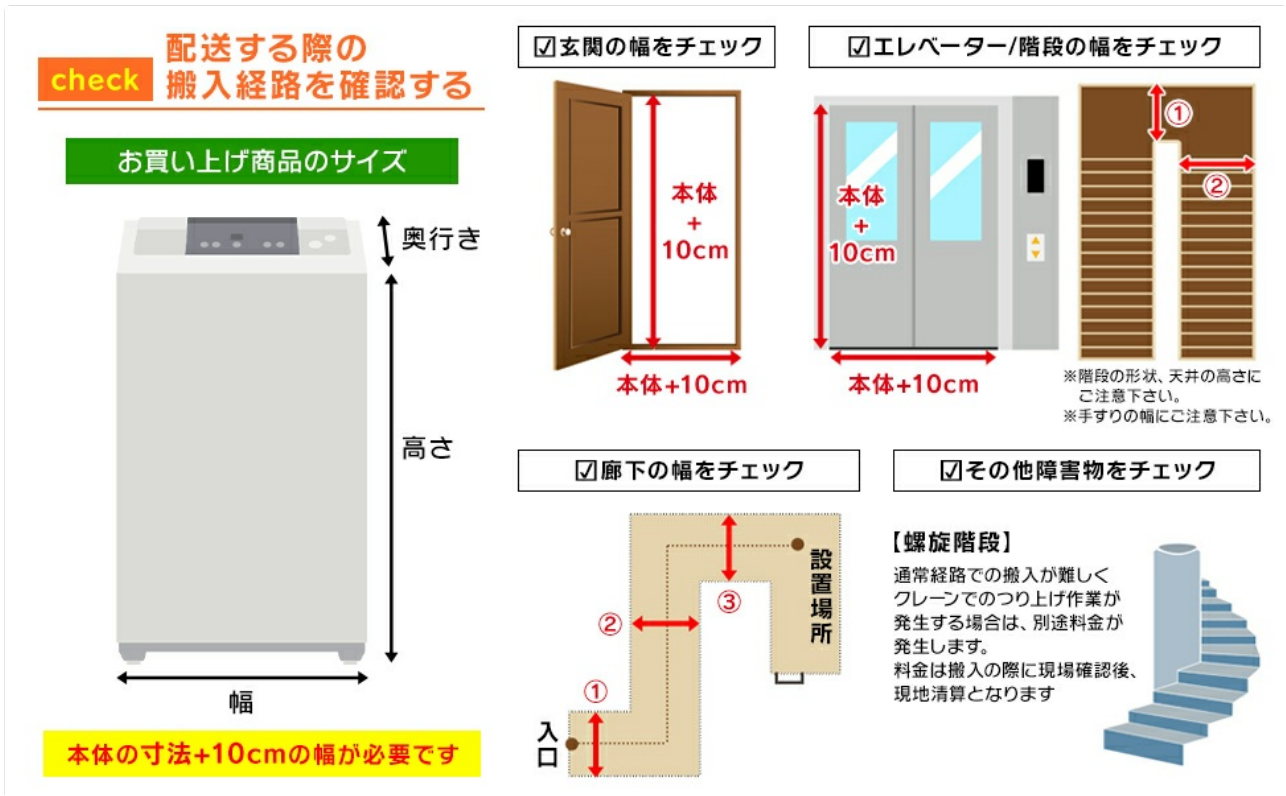 check
配送する際の
搬入経路を確認する
お買い上げ商品のサイズ
奥行き
高さ
幅
本体の寸法+10cmの幅が必要です
☑玄関の幅をチェック
本体
+
10cm
本体+10cm
☑エレベーター/階段の幅をチェック
本体
+
10cm
本体+10cm
①
②
※階段の形状、天井の高さに
ご注意下さい。
※手すりの幅にご注意下さい。
☑廊下の幅をチェック
設置場所
③
②
①
入口
☑その他障害物をチェック
【螺旋階段】
通常経路での搬入が難しく
クレーンでのつり上げ作業が
発生する場合は、別途料金が
発生します。
料金は搬入の際に現場確認後、
現地清算となります